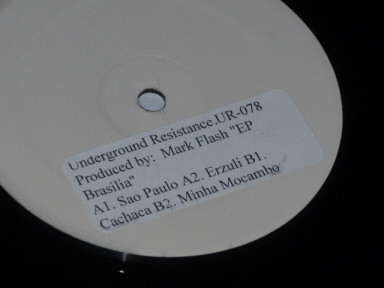 Underground Resistance.UR-078
Produced by: Mark Flash "EP
Brasilia"
A1. Sao Paulo A2. Erzuli B1.
Cachaca B2. Minha Mocambo